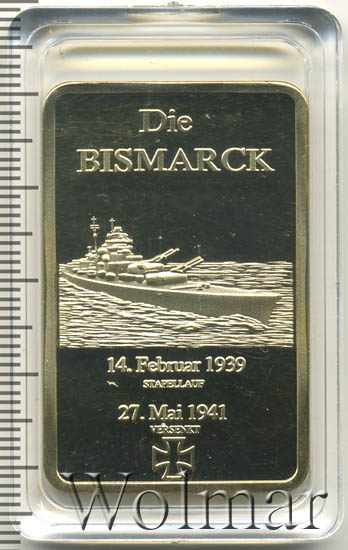 Die
BISMARCK
14. Februar 1939
STAPELLAUF
27. Mai 1941
VERSENKT
Wolmar